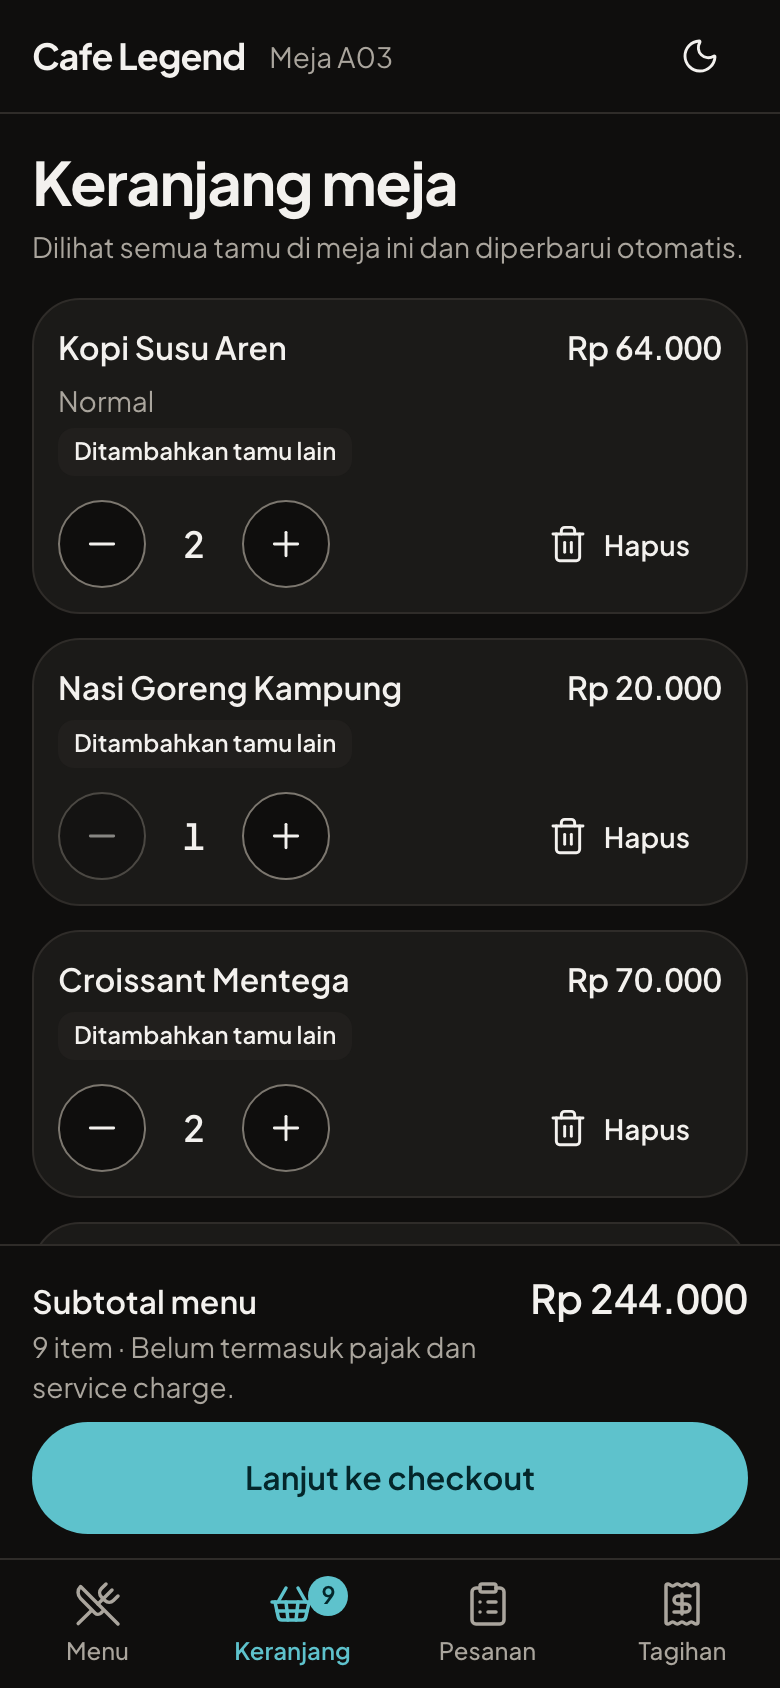 Cafe Legend Meja A03
Keranjang meja
Dilihat semua tamu di meja ini dan diperbarui otomatis.
Kopi Susu Aren Rp 64.000
Normal
Ditambahkan tamu lain
2 Hapus
Nasi Goreng Kampung Rp 20.000
Ditambahkan tamu lain
1 Hapus
Croissant Mentega Rp 70.000
Ditambahkan tamu lain
2 Hapus
Subtotal menu Rp 244.000
9 item · Belum termasuk pajak dan
service charge.
Lanjut ke checkout
9
Menu Keranjang Pesanan Tagihan